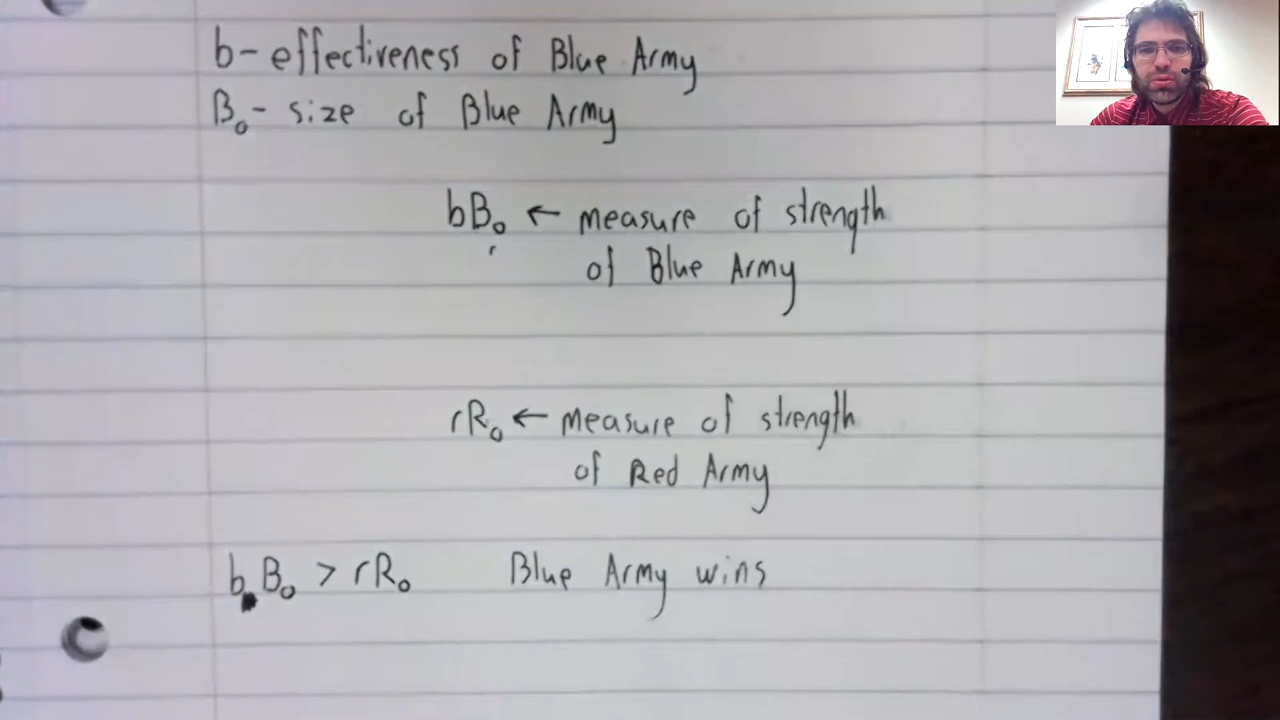 b - effectiveness of Blue Army
B₀ - size of Blue Army
bB₀ ← measure of strength
of Blue Army
rR₀ ← measure of strength
of Red Army
bB₀ > rR₀ Blue Army wins